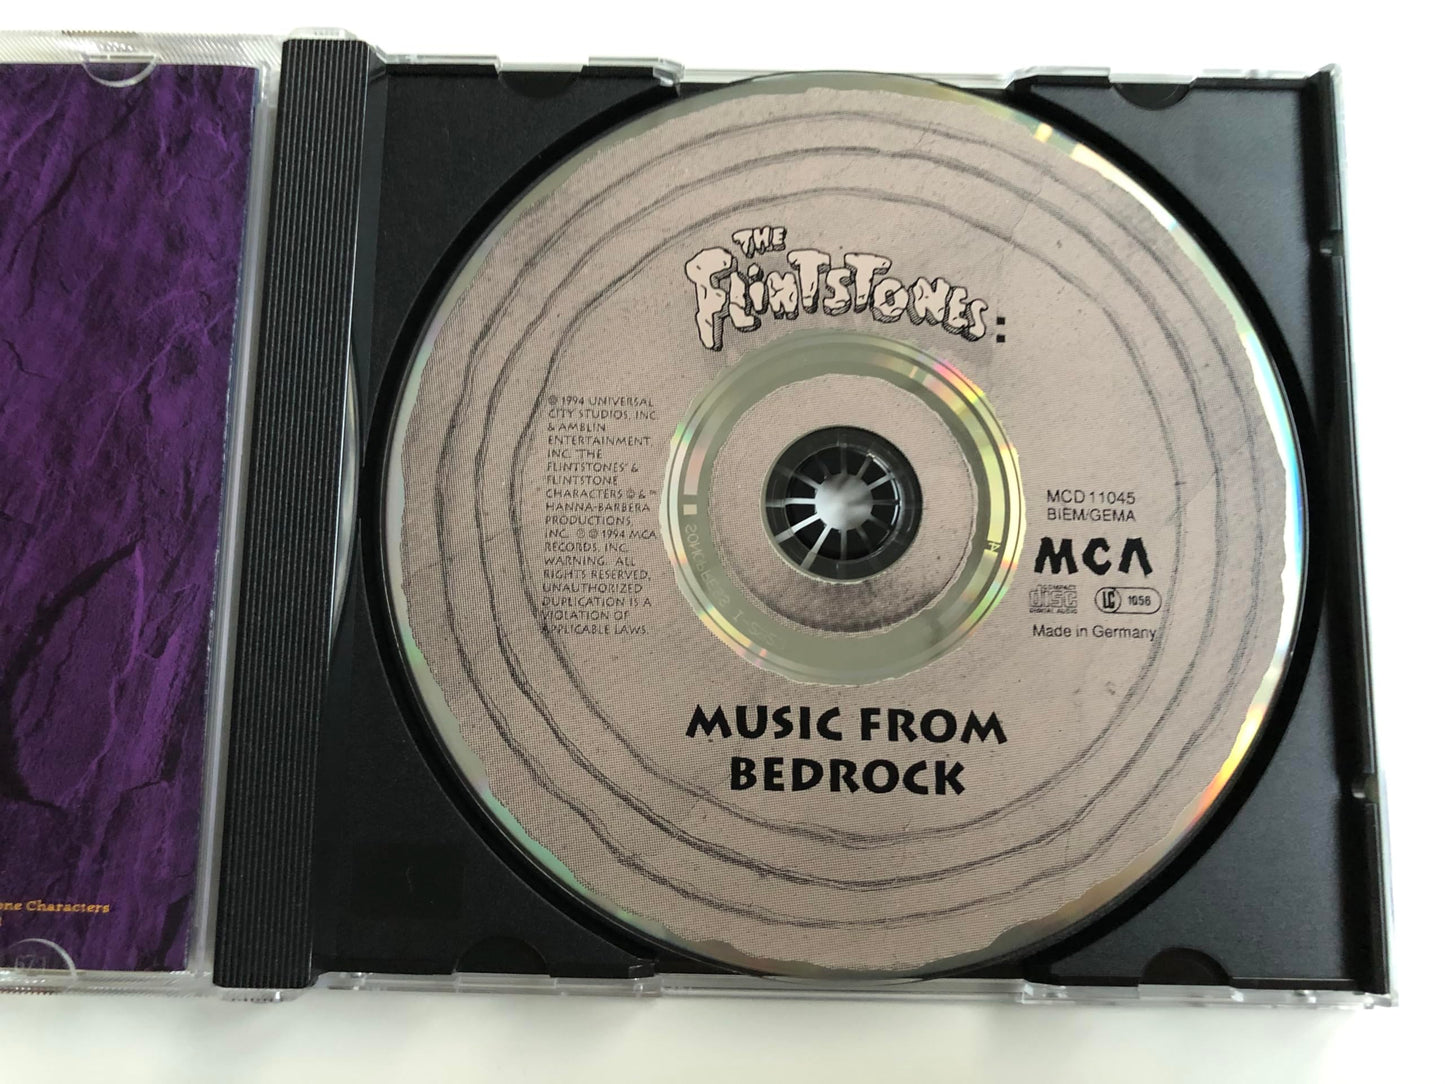 THE
FLINTSTONES:
© 1994 UNIVERSAL
CITY STUDIOS, INC.
& AMBLIN
ENTERTAINMENT,
INC. "THE
FLINTSTONES" &
FLINTSTONE
CHARACTERS © & ™
HANNA-BARBERA
PRODUCTIONS,
INC. ℗ © 1994 MCA
RECORDS, INC.
WARNING. ALL
RIGHTS RESERVED.
UNAUTHORIZED
DUPLICATION IS A
VIOLATION OF
APPLICABLE LAWS.
MCD 11045
BIEM/GEMA
MCA
COMPACT
disc
DIGITAL AUDIO
LC 1056
Made in Germany
MUSIC FROM
BEDROCK
one Characters